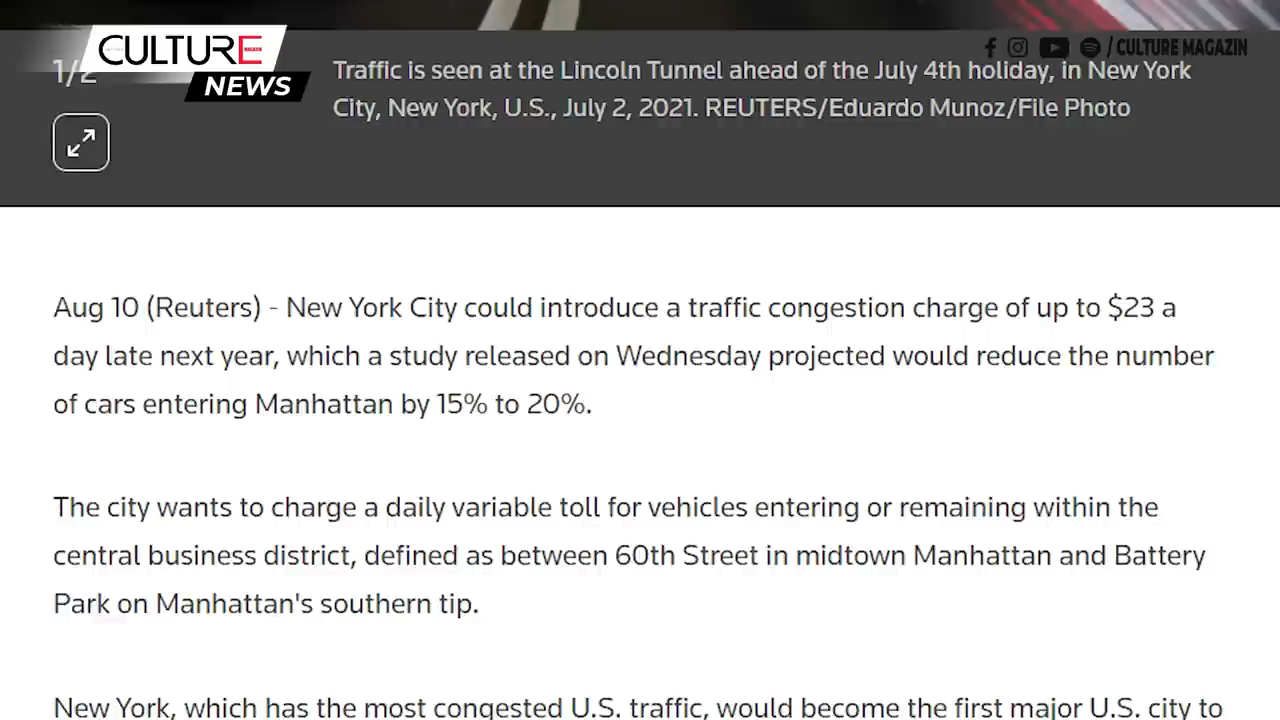 CULTURE
NEWS
/ CULTURE MAGAZIN
1/2
Traffic is seen at the Lincoln Tunnel ahead of the July 4th holiday, in New York
City, New York, U.S., July 2, 2021. REUTERS/Eduardo Munoz/File Photo
Aug 10 (Reuters) - New York City could introduce a traffic congestion charge of up to $23 a
day late next year, which a study released on Wednesday projected would reduce the number
of cars entering Manhattan by 15% to 20%.
The city wants to charge a daily variable toll for vehicles entering or remaining within the
central business district, defined as between 60th Street in midtown Manhattan and Battery
Park on Manhattan's southern tip.
New York, which has the most congested U.S. traffic, would become the first major U.S. city to